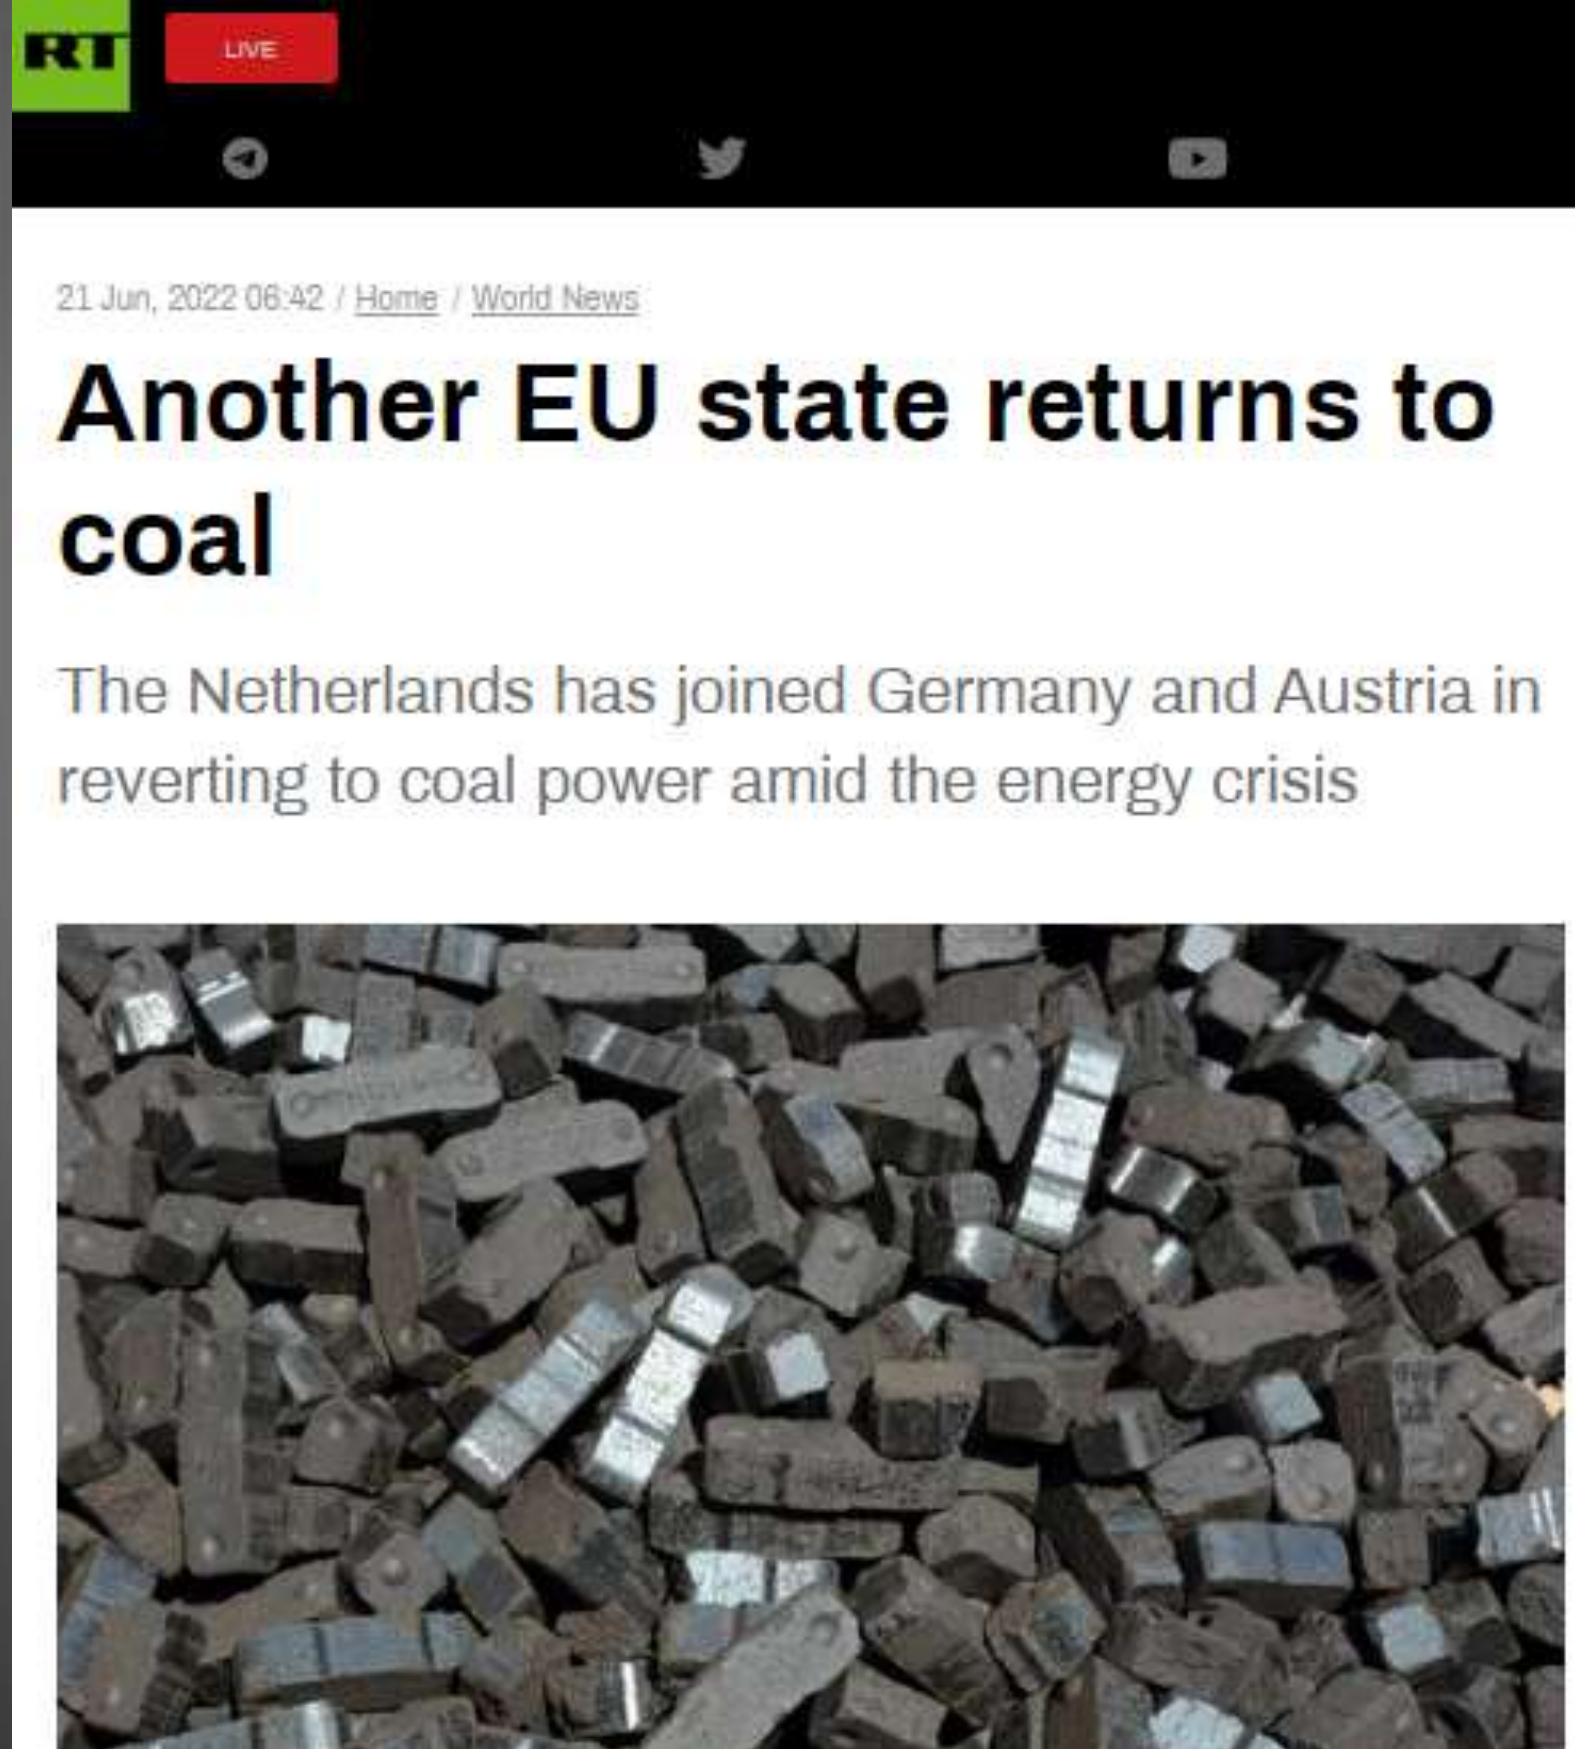 RT
LIVE
21 Jun, 2022 06:42 / Home / World News
Another EU state returns to
coal
The Netherlands has joined Germany and Austria in
reverting to coal power amid the energy crisis